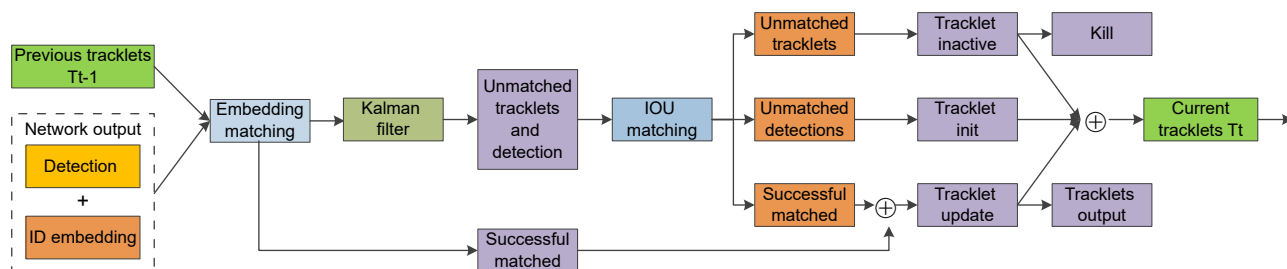 Previous tracklets
Tt-1
Network output
Detection
+
ID embedding
Embedding
matching
Kalman
filter
Unmatched
tracklets
and
detection
Successful
matched
IOU
matching
Unmatched
tracklets
Unmatched
detections
Successful
matched
Tracklet
inactive
Tracklet
init
Tracklet
update
Kill
Tracklets
output
Current
tracklets Tt